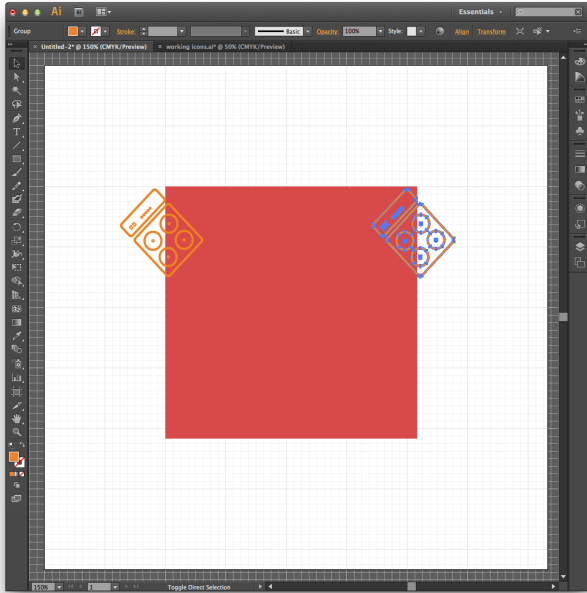 Ai
Essentials
Group
Stroke:
Basic
Opacity:
100%
Style:
Align
Transform
× Untitled-2* @ 150% (CMYK/Preview)
× working icons.ai* @ 50% (CMYK/Preview)
150%
1
Toggle Direct Selection